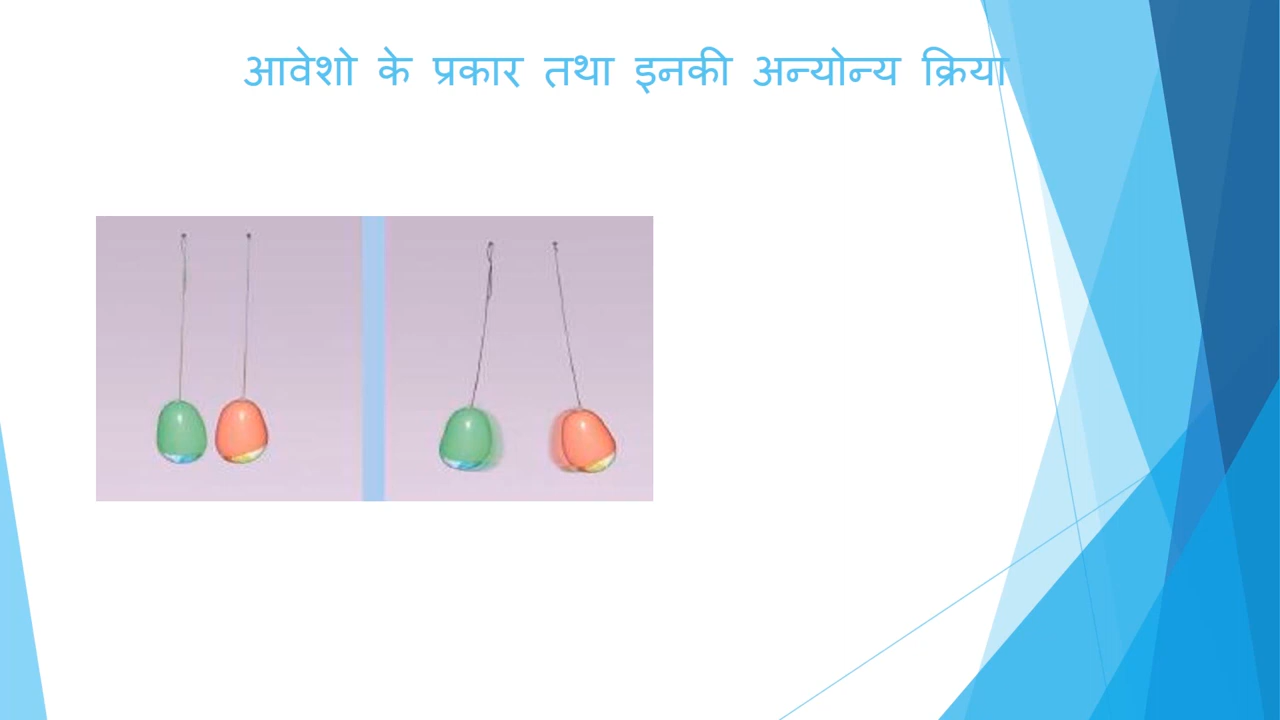 आवेशो के प्रकार तथा इनकी अन्योन्य क्रिया